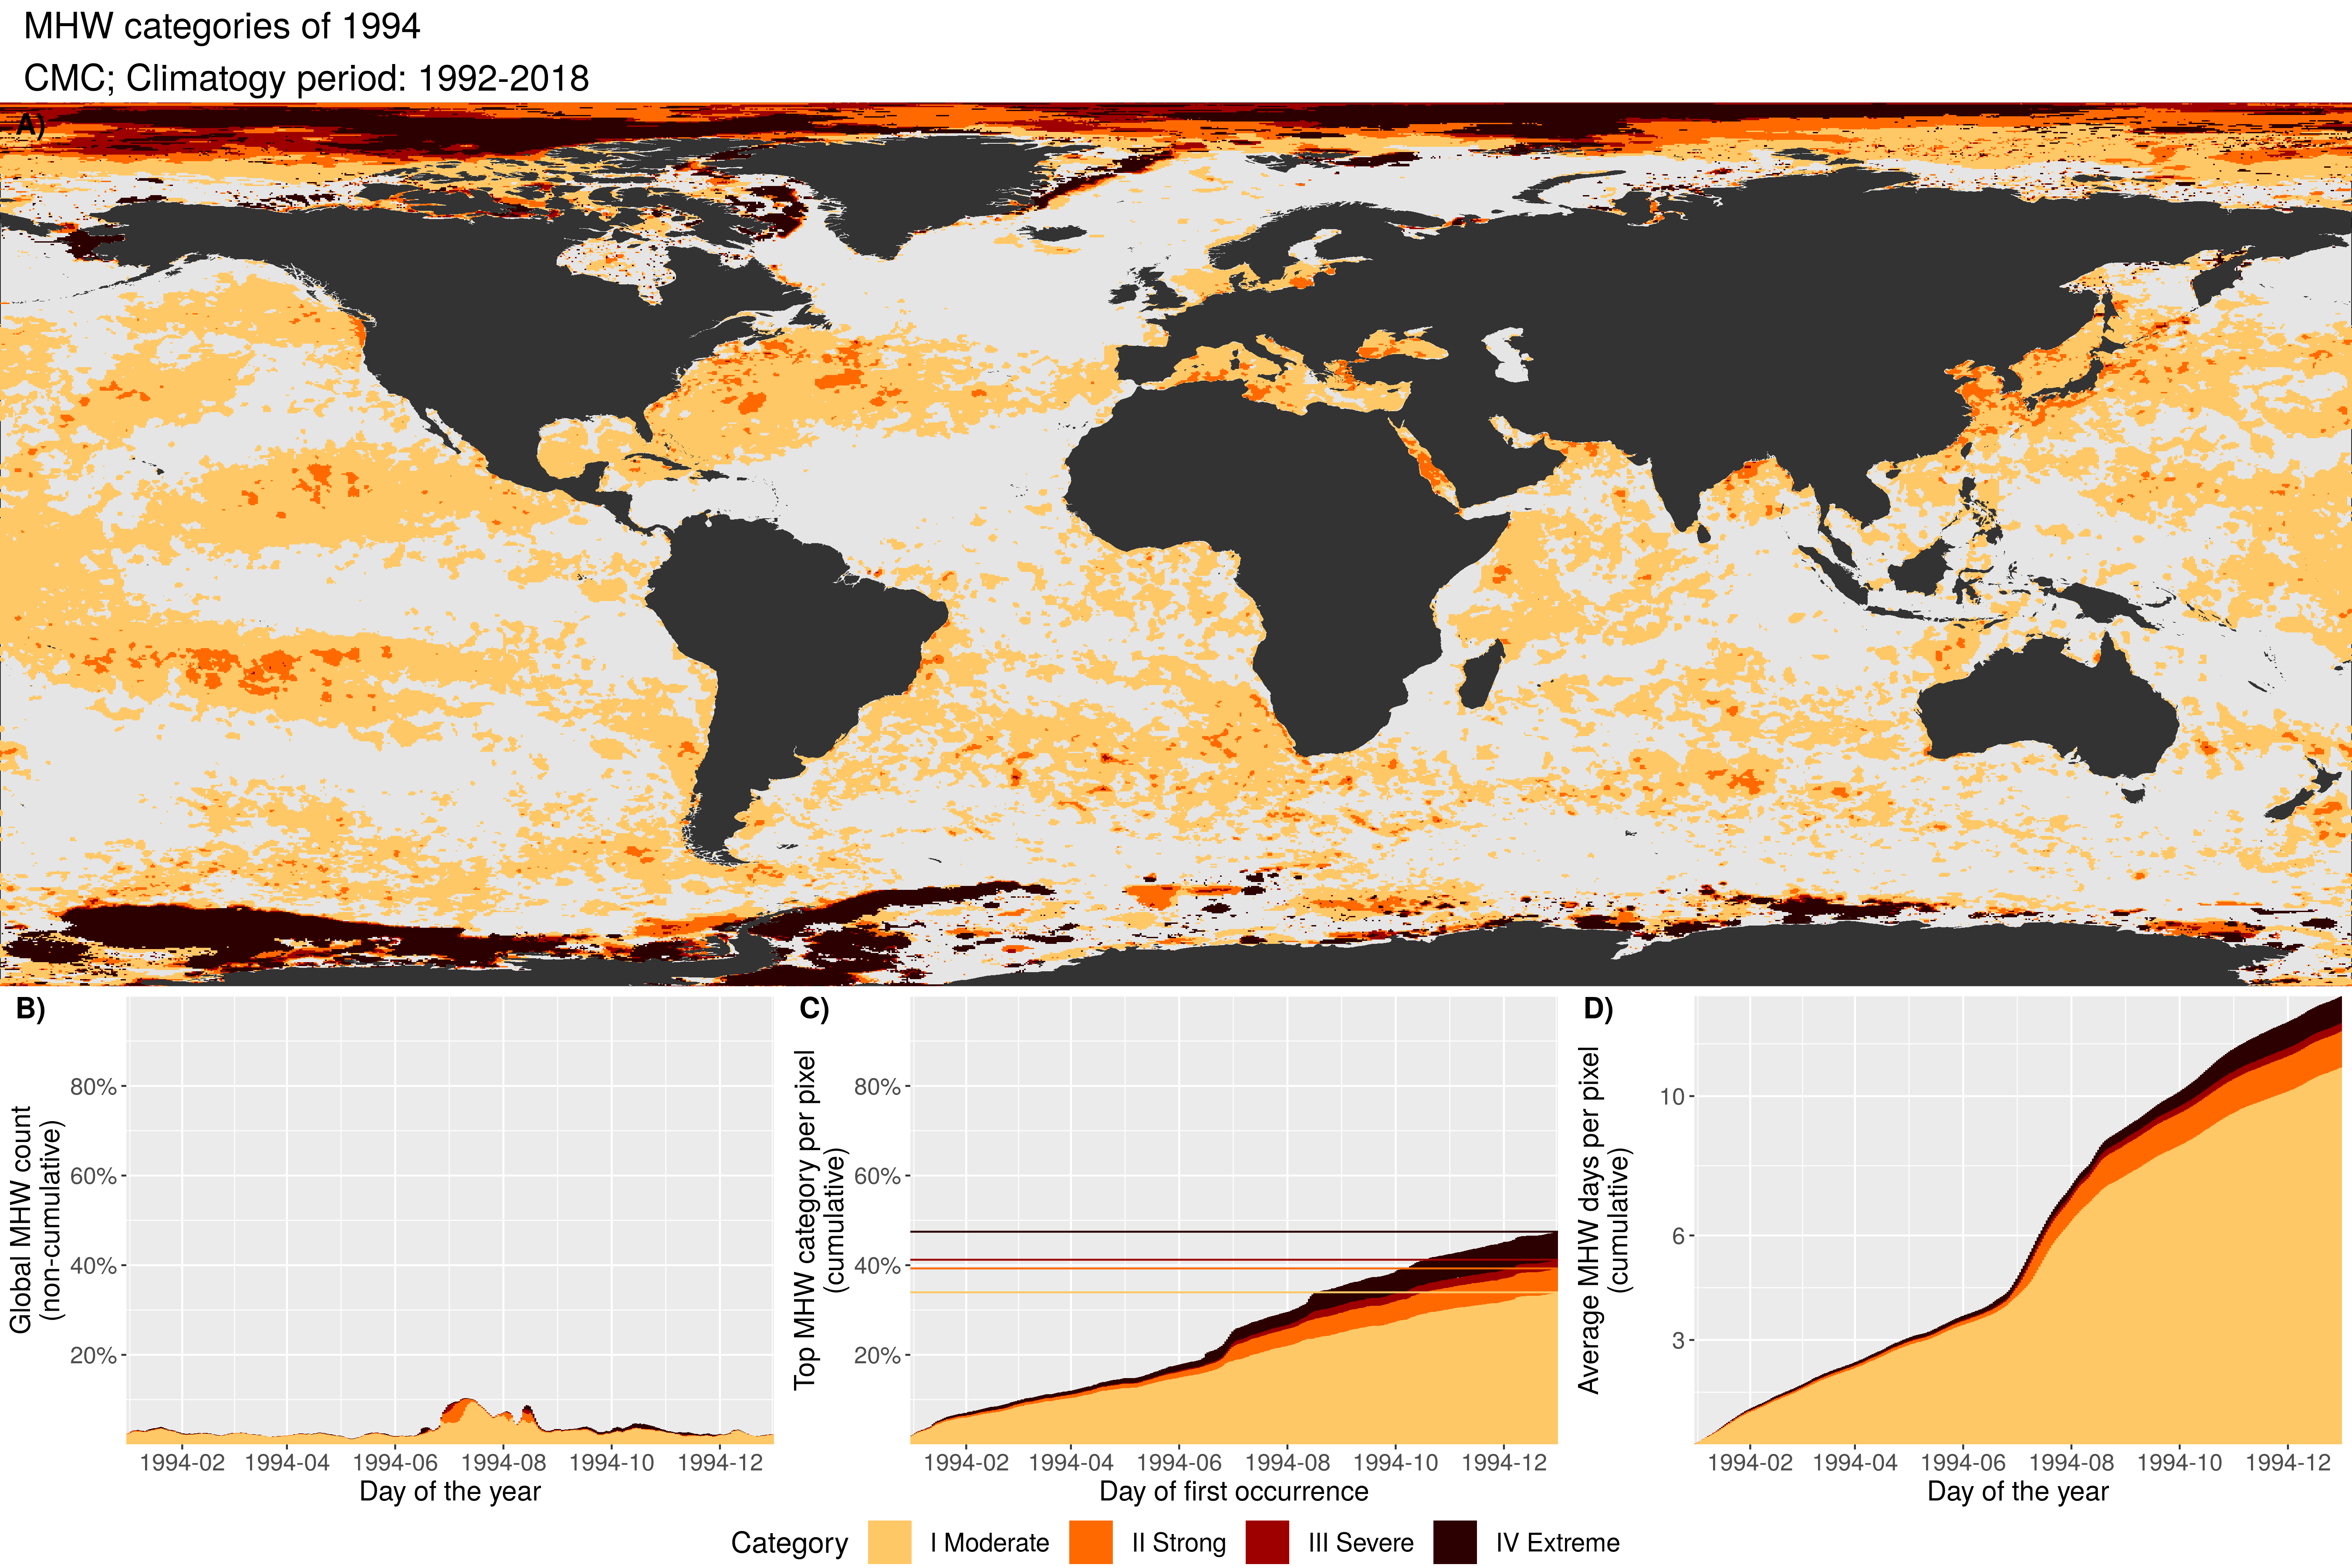 MHW categories of 1994
CMC; Climatogy period: 1992-2018
A)
B)
Global MHW count
(non-cumulative)
80%
60%
40%
20%
1994-02 1994-04 1994-06 1994-08 1994-10 1994-12
Day of the year
C)
Top MHW category per pixel
(cumulative)
80%
60%
40%
20%
1994-02 1994-04 1994-06 1994-08 1994-10 1994-12
Day of first occurrence
D)
Average MHW days per pixel
(cumulative)
10
6
3
1994-02 1994-04 1994-06 1994-08 1994-10 1994-12
Day of the year
Category I Moderate II Strong III Severe IV Extreme